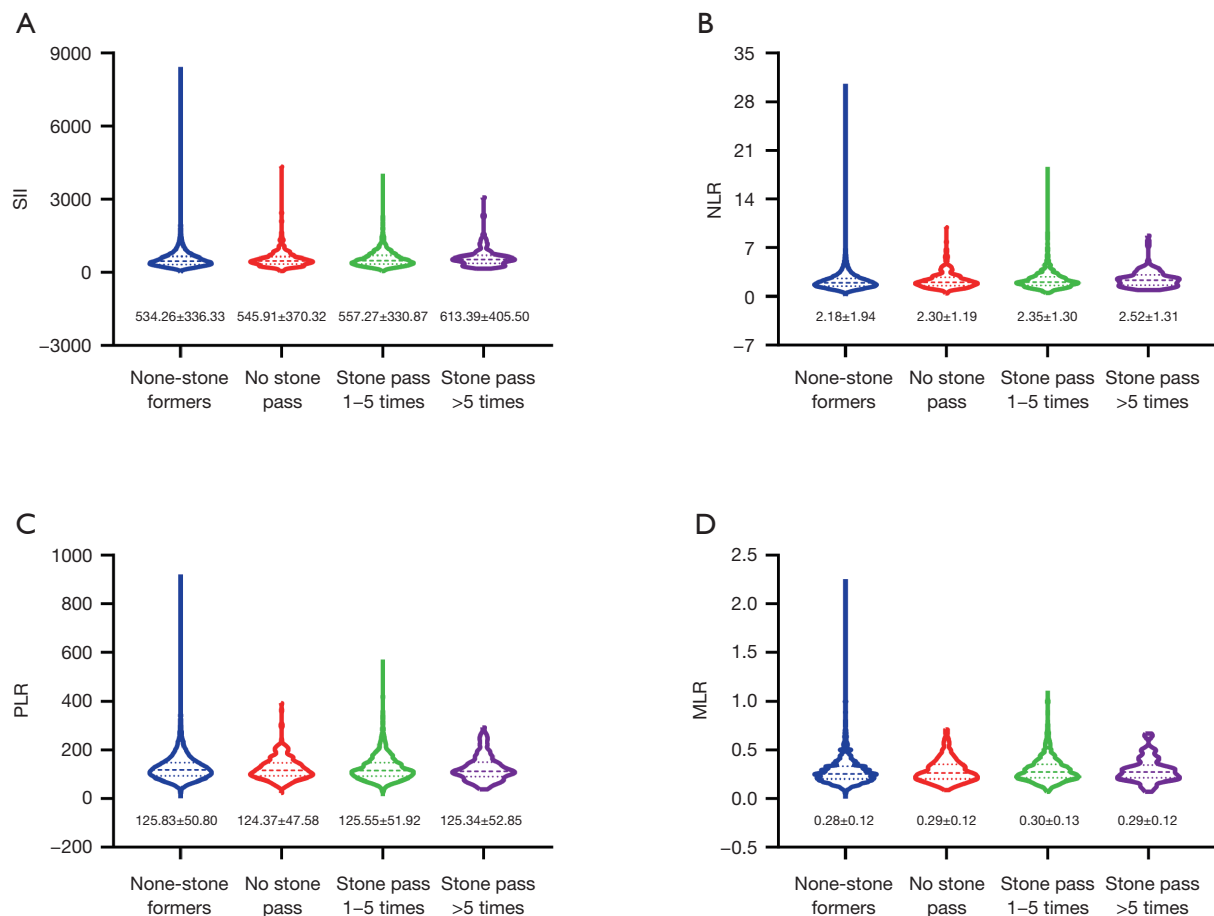 A
9000
6000
3000
0
−3000
SII
534.26±336.33 545.91±370.32 557.27±330.87 613.39±405.50
None-stone No stone Stone pass Stone pass
formers pass 1–5 times >5 times
B
35
28
21
14
7
0
−7
NLR
2.18±1.94 2.30±1.19 2.35±1.30 2.52±1.31
None-stone No stone Stone pass Stone pass
formers pass 1–5 times >5 times
C
1000
800
600
400
200
0
−200
PLR
125.83±50.80 124.37±47.58 125.55±51.92 125.34±52.85
None-stone No stone Stone pass Stone pass
formers pass 1–5 times >5 times
D
2.5
2.0
1.5
1.0
0.5
0.0
−0.5
MLR
0.28±0.12 0.29±0.12 0.30±0.13 0.29±0.12
None-stone No stone Stone pass Stone pass
formers pass 1–5 times >5 times